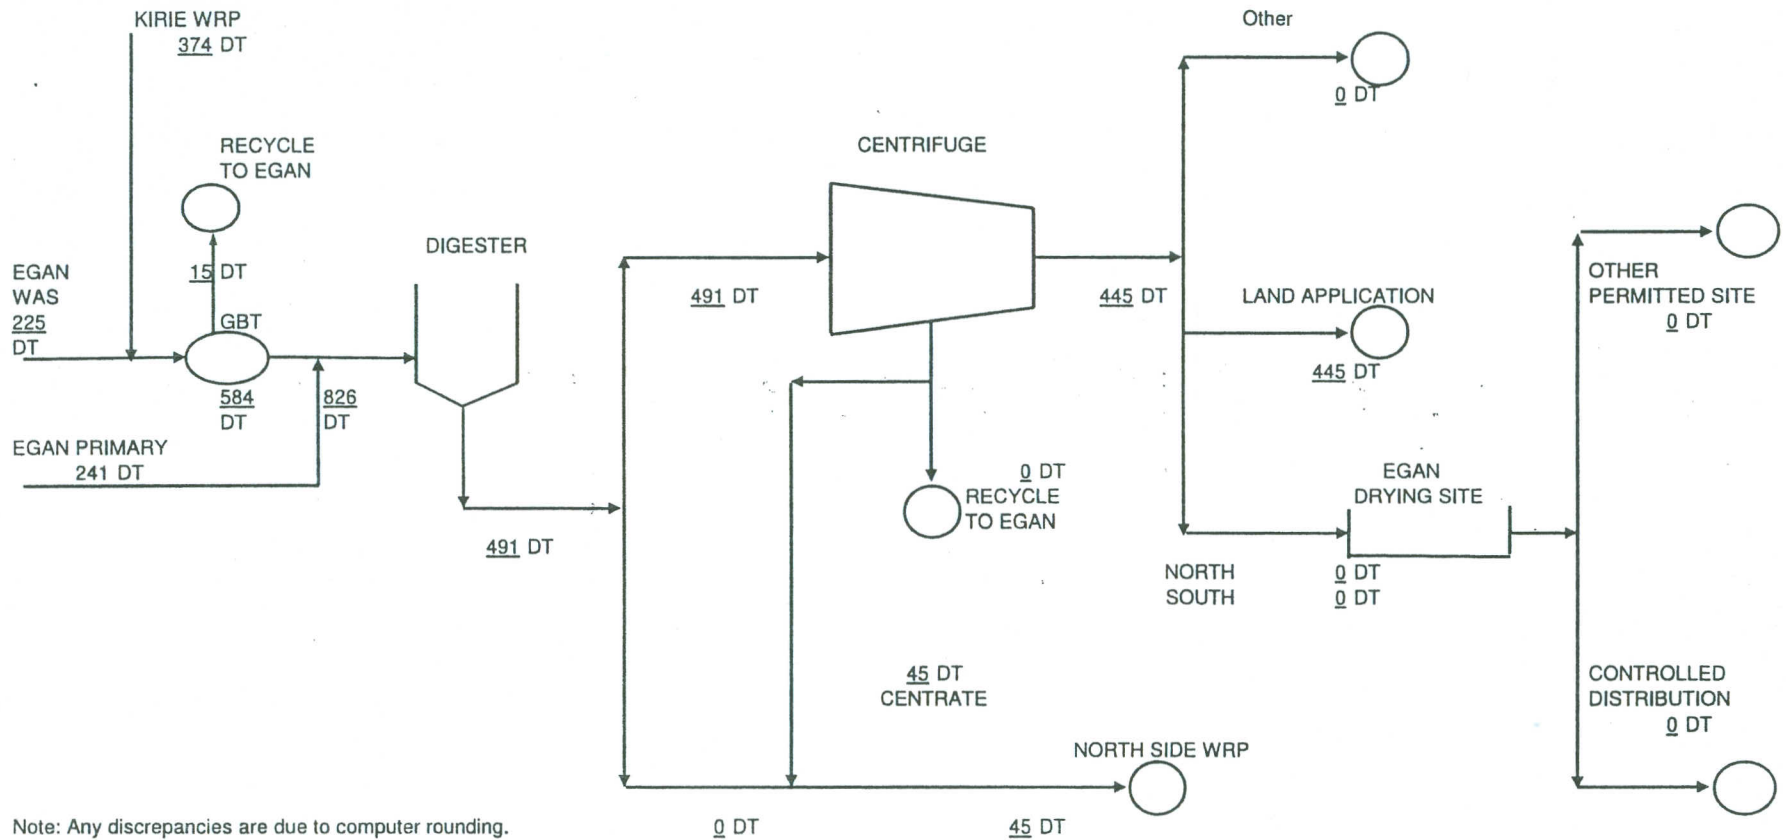 KIRIE WRP
374 DT
Other
0 DT
RECYCLE
TO EGAN
CENTRIFUGE
DIGESTER
EGAN
WAS
225
DT
15 DT
GBT
584
DT
826
DT
EGAN PRIMARY
241 DT
491 DT
491 DT
445 DT
LAND APPLICATION
445 DT
OTHER
PERMITTED SITE
0 DT
0 DT
RECYCLE
TO EGAN
EGAN
DRYING SITE
NORTH
SOUTH
0 DT
0 DT
45 DT
CENTRATE
CONTROLLED
DISTRIBUTION
0 DT
NORTH SIDE WRP
Note: Any discrepancies are due to computer rounding.
0 DT
45 DT